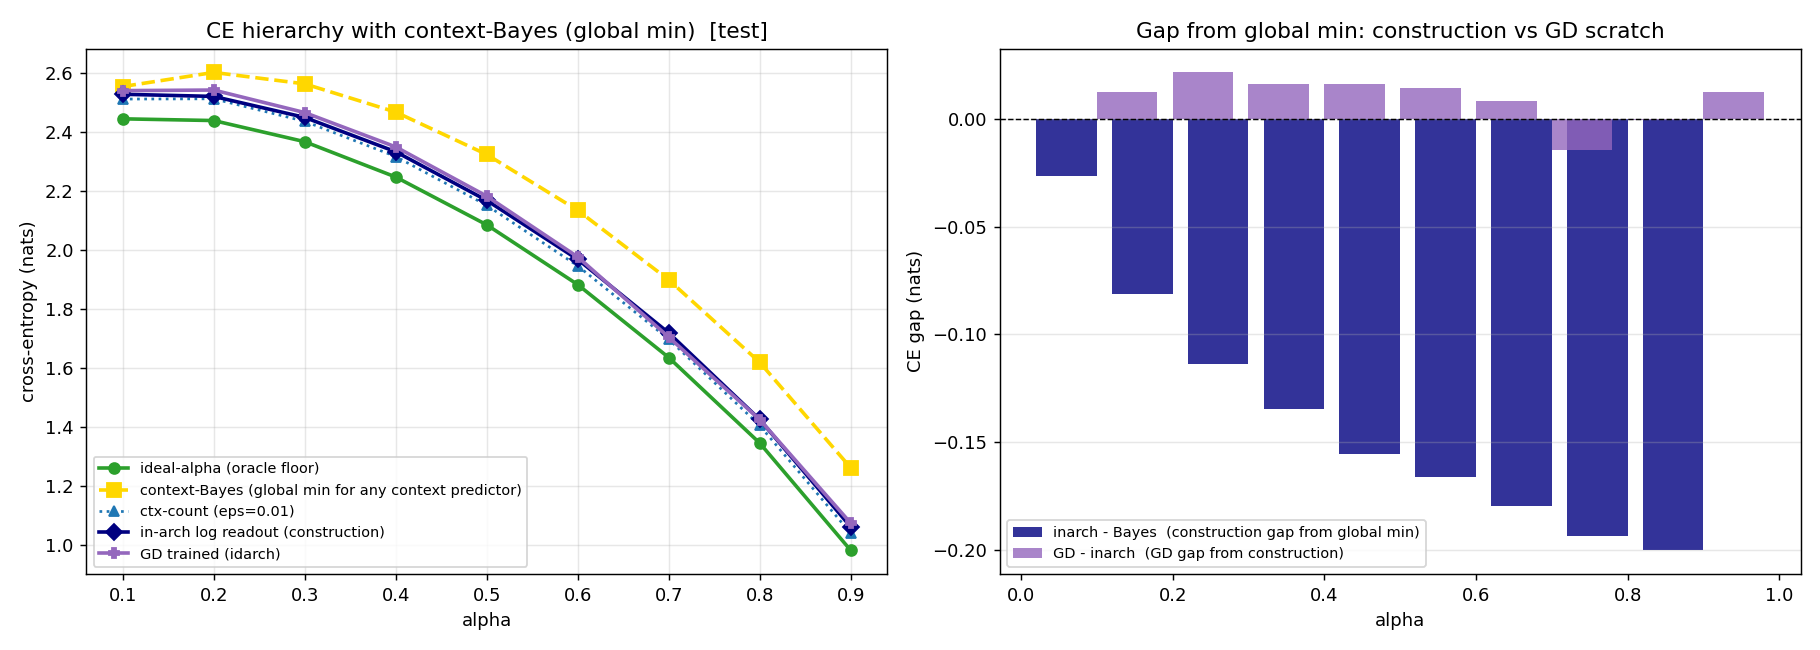 CE hierarchy with context-Bayes (global min)  [test]
cross-entropy (nats)
2.6
2.4
2.2
2.0
1.8
1.6
1.4
1.2
1.0
ideal-alpha (oracle floor)
context-Bayes (global min for any context predictor)
ctx-count (eps=0.01)
in-arch log readout (construction)
GD trained (idarch)
0.1 0.2 0.3 0.4 0.5 0.6 0.7 0.8 0.9
alpha
Gap from global min: construction vs GD scratch
CE gap (nats)
0.00
−0.05
−0.10
−0.15
−0.20
inarch - Bayes  (construction gap from global min)
GD - inarch  (GD gap from construction)
0.0 0.2 0.4 0.6 0.8 1.0
alpha